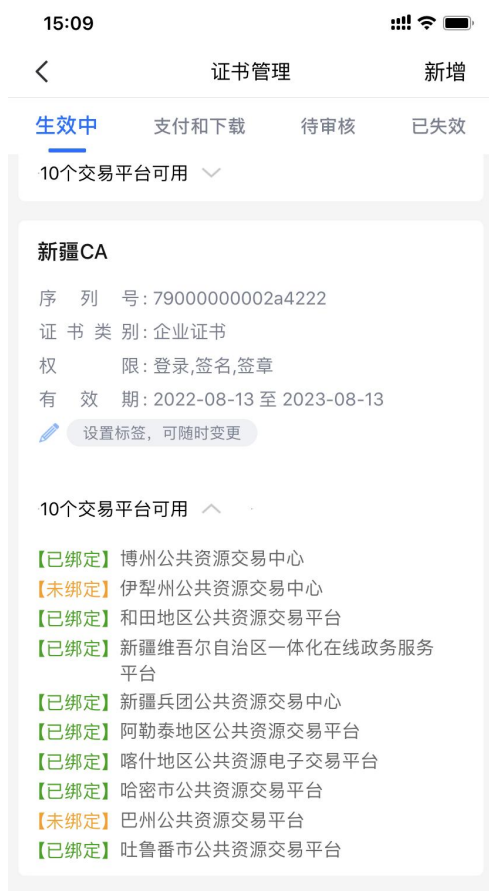 15:09
证书管理
新增
生效中
支付和下载
待审核
已失效
10个交易平台可用
新疆CA
序列号:79000000002a4222
证书类别:企业证书
权限:登录,签名,签章
有效期:2022-08-13 至 2023-08-13
设置标签，可随时变更
10个交易平台可用
【已绑定】博州公共资源交易中心
【未绑定】伊犁州公共资源交易中心
【已绑定】和田地区公共资源交易平台
【已绑定】新疆维吾尔自治区一体化在线政务服务
平台
【已绑定】新疆兵团公共资源交易中心
【已绑定】阿勒泰地区公共资源交易平台
【已绑定】喀什地区公共资源电子交易平台
【已绑定】哈密市公共资源交易平台
【未绑定】巴州公共资源交易平台
【已绑定】吐鲁番市公共资源交易平台